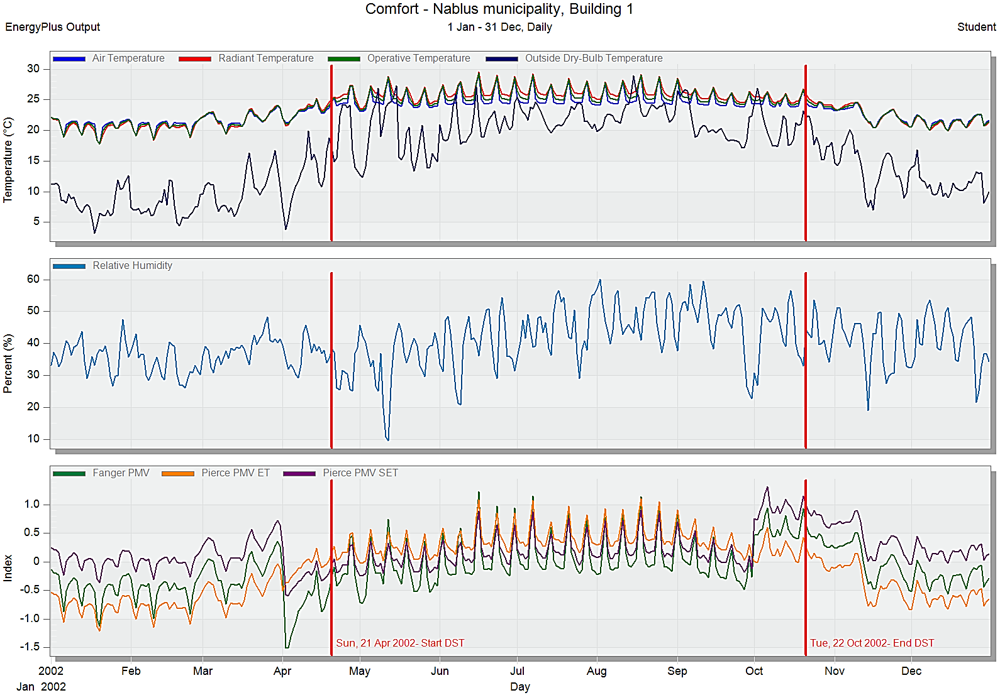 Comfort - Nablus municipality, Building 1
EnergyPlus Output
1 Jan - 31 Dec, Daily
Student
Air Temperature
Radiant Temperature
Operative Temperature
Outside Dry-Bulb Temperature
Temperature (°C)
30
25
20
15
10
5
Relative Humidity
Percent (%)
60
50
40
30
20
10
Fanger PMV
Pierce PMV ET
Pierce PMV SET
Index
1.0
0.5
0
-0.5
-1.0
-1.5
Sun, 21 Apr 2002- Start DST
Tue, 22 Oct 2002- End DST
2002 Feb Mar Apr May Jun Jul Aug Sep Oct Nov Dec
Jan 2002
Day